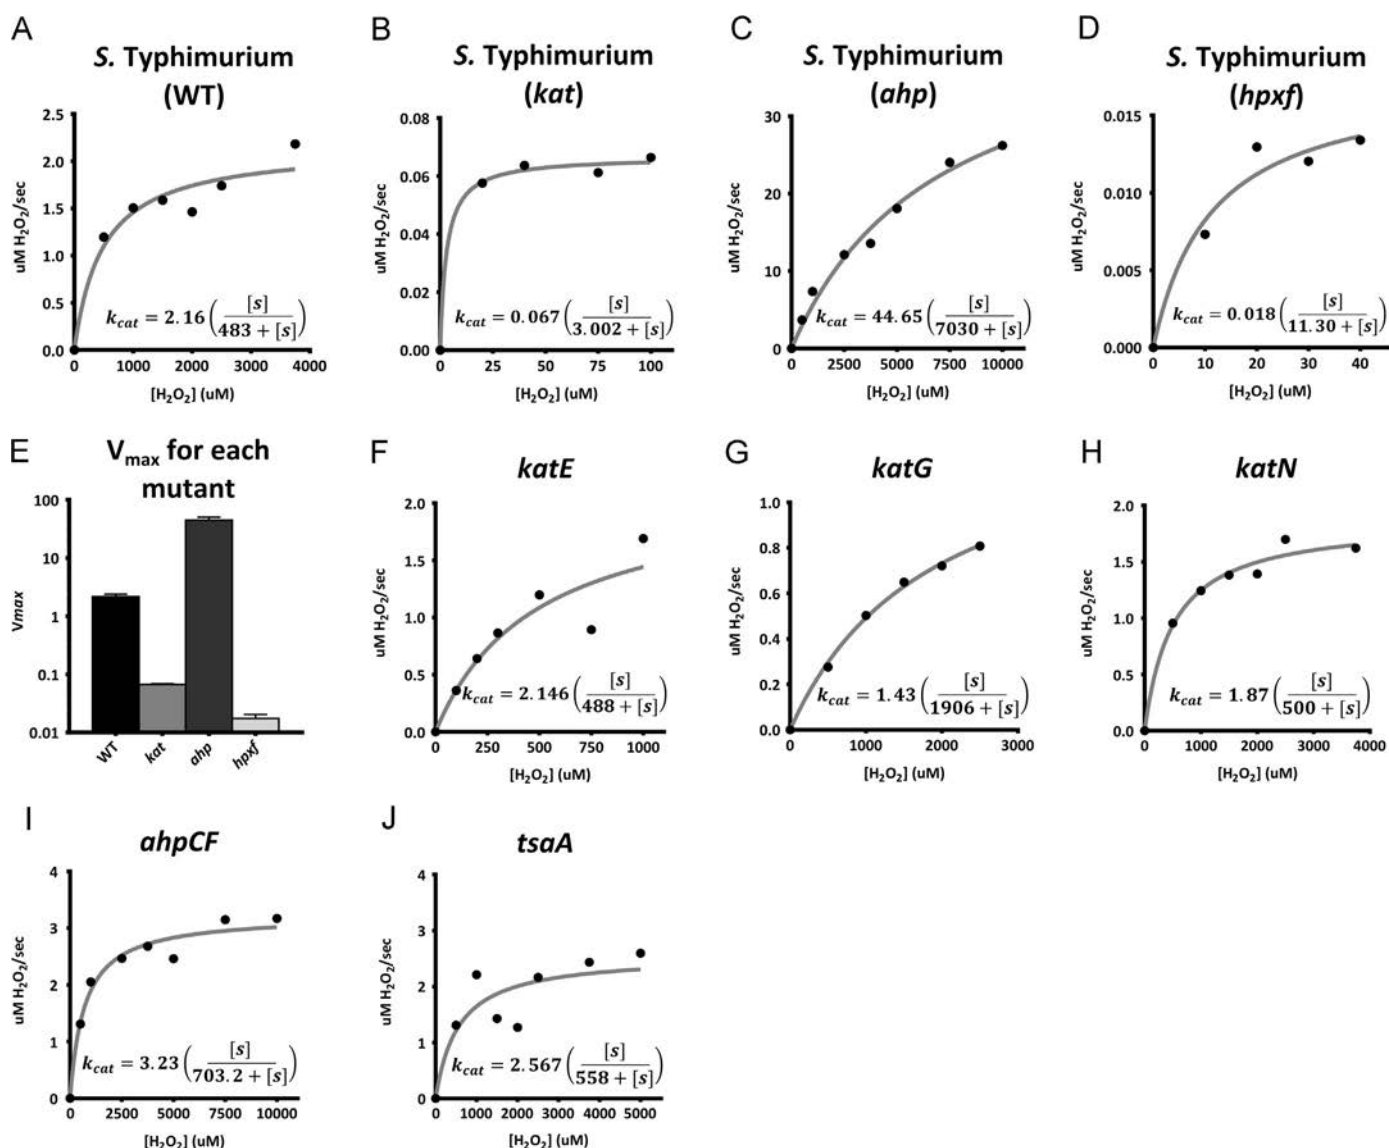 A
S. Typhimurium
(WT)
uM H₂O₂/sec
2.5
2.0
1.5
1.0
0.5
0.0
k_cat = 2.16 ([s] / 483 + [s])
0 1000 2000 3000 4000
[H₂O₂] (uM)
B
S. Typhimurium
(kat)
uM H₂O₂/sec
0.08
0.06
0.04
0.02
0.00
k_cat = 0.067 ([s] / 3.002 + [s])
0 25 50 75 100
[H₂O₂] (uM)
C
S. Typhimurium
(ahp)
uM H₂O₂/sec
30
20
10
0
k_cat = 44.65 ([s] / 7030 + [s])
0 2500 5000 7500 10000
[H₂O₂] (uM)
D
S. Typhimurium
(hpxf)
uM H₂O₂/sec
0.015
0.010
0.005
0.000
k_cat = 0.018 ([s] / 11.30 + [s])
0 10 20 30 40
[H₂O₂] (uM)
E
V_max for each
mutant
Vmax
100
10
1
0.1
0.01
WT kat ahp hpxf
F
katE
uM H₂O₂/sec
2.0
1.5
1.0
0.5
0.0
k_cat = 2.146 ([s] / 488 + [s])
0 250 500 750 1000
[H₂O₂] (uM)
G
katG
uM H₂O₂/sec
1.0
0.8
0.6
0.4
0.2
0.0
k_cat = 1.43 ([s] / 1906 + [s])
0 1000 2000 3000
[H₂O₂] (uM)
H
katN
uM H₂O₂/sec
2.0
1.5
1.0
0.5
0.0
k_cat = 1.87 ([s] / 500 + [s])
0 1000 2000 3000 4000
[H₂O₂] (uM)
I
ahpCF
uM H₂O₂/sec
4
3
2
1
0
k_cat = 3.23 ([s] / 703.2 + [s])
0 2500 5000 7500 10000
[H₂O₂] (uM)
J
tsaA
uM H₂O₂/sec
4
3
2
1
0
k_cat = 2.567 ([s] / 558 + [s])
0 1000 2000 3000 4000 5000
[H₂O₂] (uM)